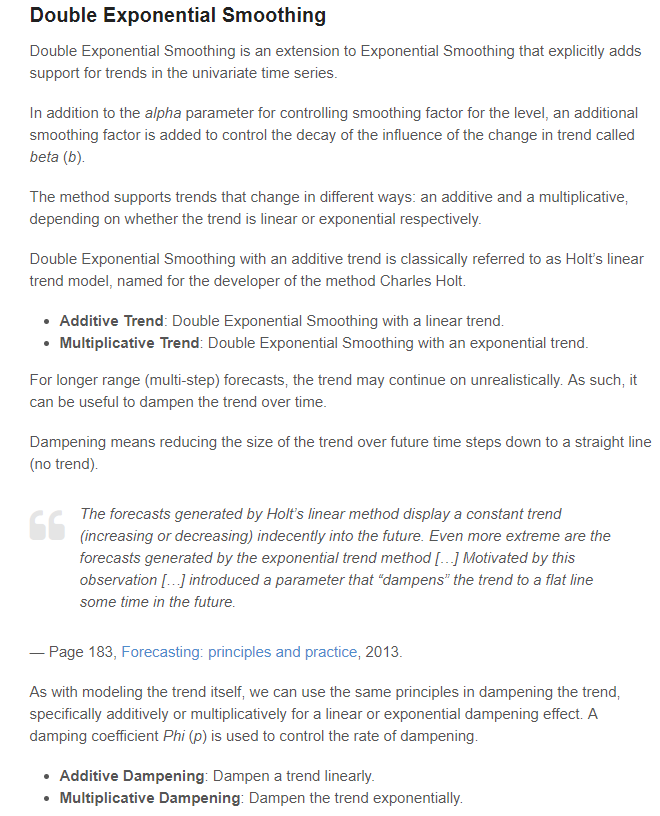 Double Exponential Smoothing
Double Exponential Smoothing is an extension to Exponential Smoothing that explicitly adds
support for trends in the univariate time series.
In addition to the alpha parameter for controlling smoothing factor for the level, an additional
smoothing factor is added to control the decay of the influence of the change in trend called
beta (b).
The method supports trends that change in different ways: an additive and a multiplicative,
depending on whether the trend is linear or exponential respectively.
Double Exponential Smoothing with an additive trend is classically referred to as Holt’s linear
trend model, named for the developer of the method Charles Holt.
• Additive Trend: Double Exponential Smoothing with a linear trend.
• Multiplicative Trend: Double Exponential Smoothing with an exponential trend.
For longer range (multi-step) forecasts, the trend may continue on unrealistically. As such, it
can be useful to dampen the trend over time.
Dampening means reducing the size of the trend over future time steps down to a straight line
(no trend).
“
The forecasts generated by Holt’s linear method display a constant trend
(increasing or decreasing) indecently into the future. Even more extreme are the
forecasts generated by the exponential trend method […] Motivated by this
observation […] introduced a parameter that “dampens” the trend to a flat line
some time in the future.
— Page 183, Forecasting: principles and practice, 2013.
As with modeling the trend itself, we can use the same principles in dampening the trend,
specifically additively or multiplicatively for a linear or exponential dampening effect. A
damping coefficient Phi (p) is used to control the rate of dampening.
• Additive Dampening: Dampen a trend linearly.
• Multiplicative Dampening: Dampen the trend exponentially.